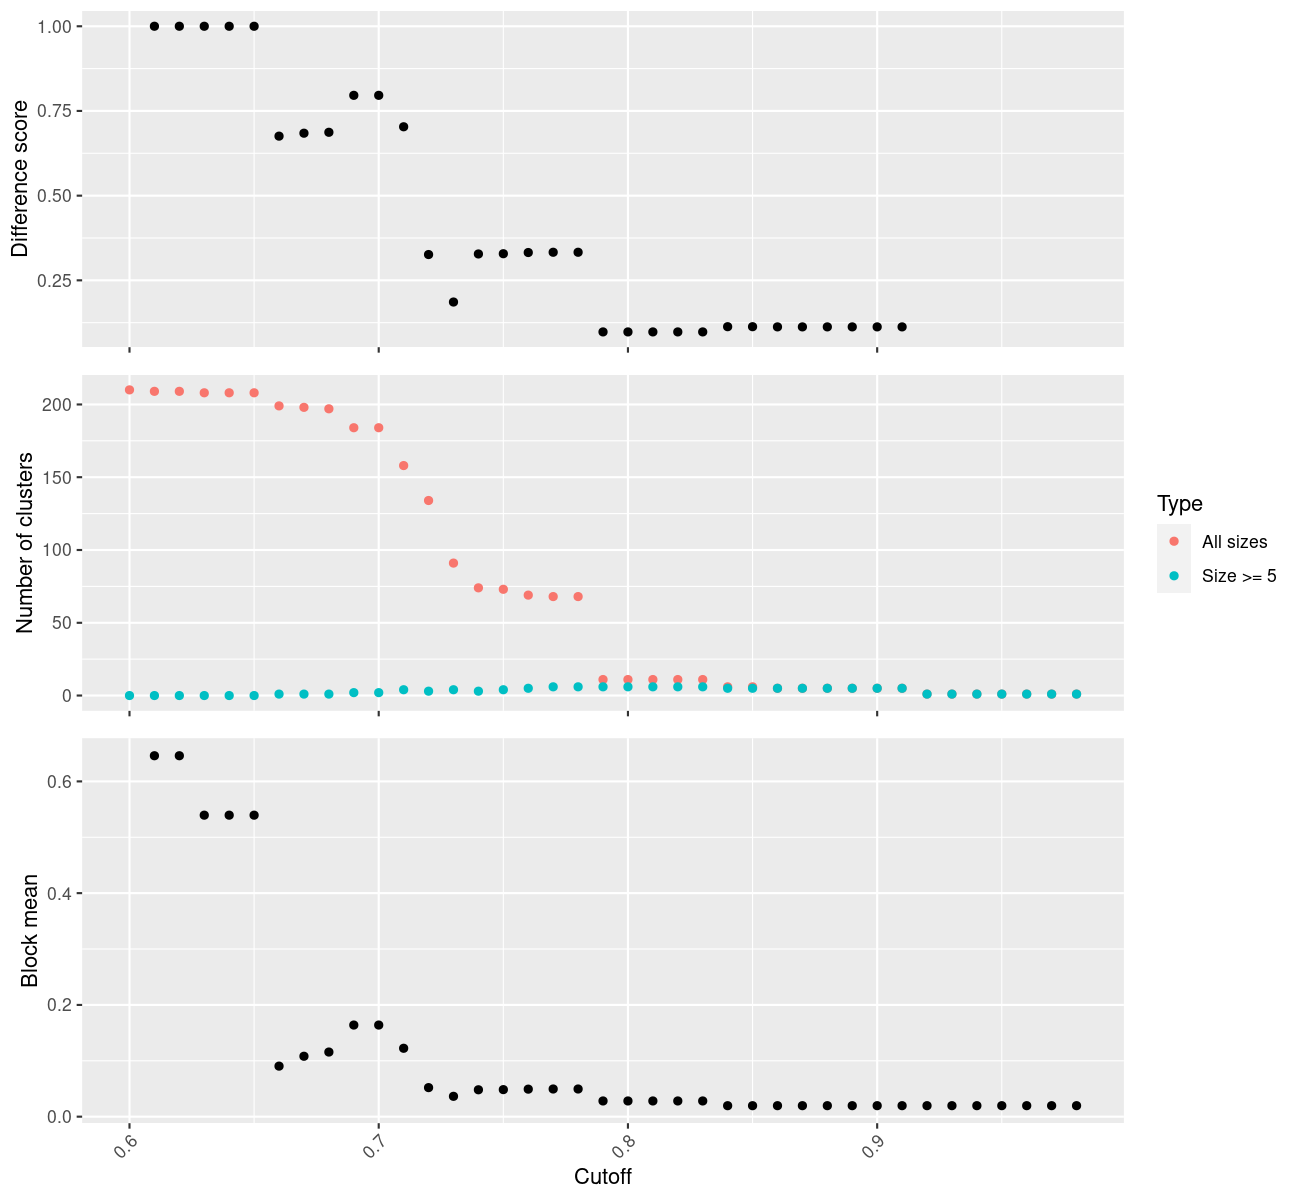 Difference score
1.00
0.75
0.50
0.25
Number of clusters
200
150
100
50
0
Type
All sizes
Size >= 5
Block mean
0.6
0.4
0.2
0.0
0.6 0.7 0.8 0.9
Cutoff